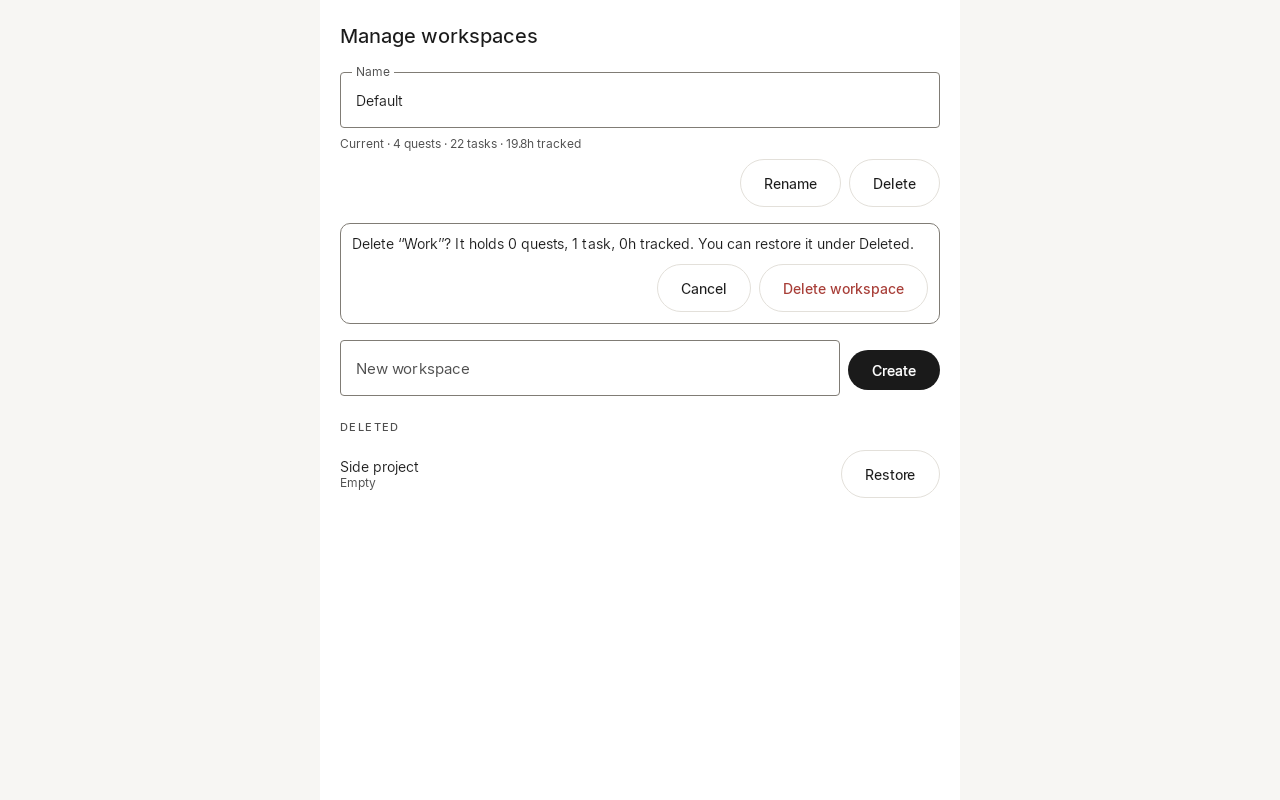 Manage workspaces
Name
Default
Current · 4 quests · 22 tasks · 19.8h tracked
Rename
Delete
Delete “Work”? It holds 0 quests, 1 task, 0h tracked. You can restore it under Deleted.
Cancel
Delete workspace
New workspace
Create
DELETED
Side project
Empty
Restore